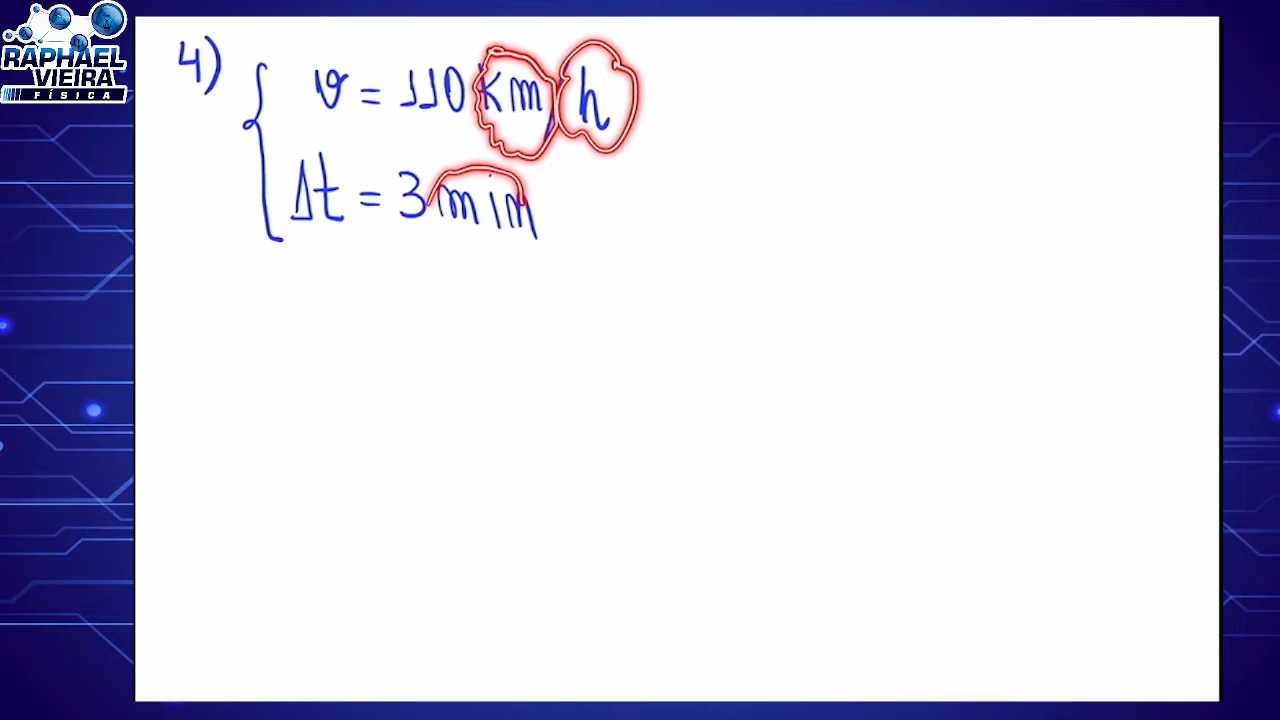 RAPHAEL
VIEIRA
FÍSICA
4)
v = 110 km/h
Δt = 3 min